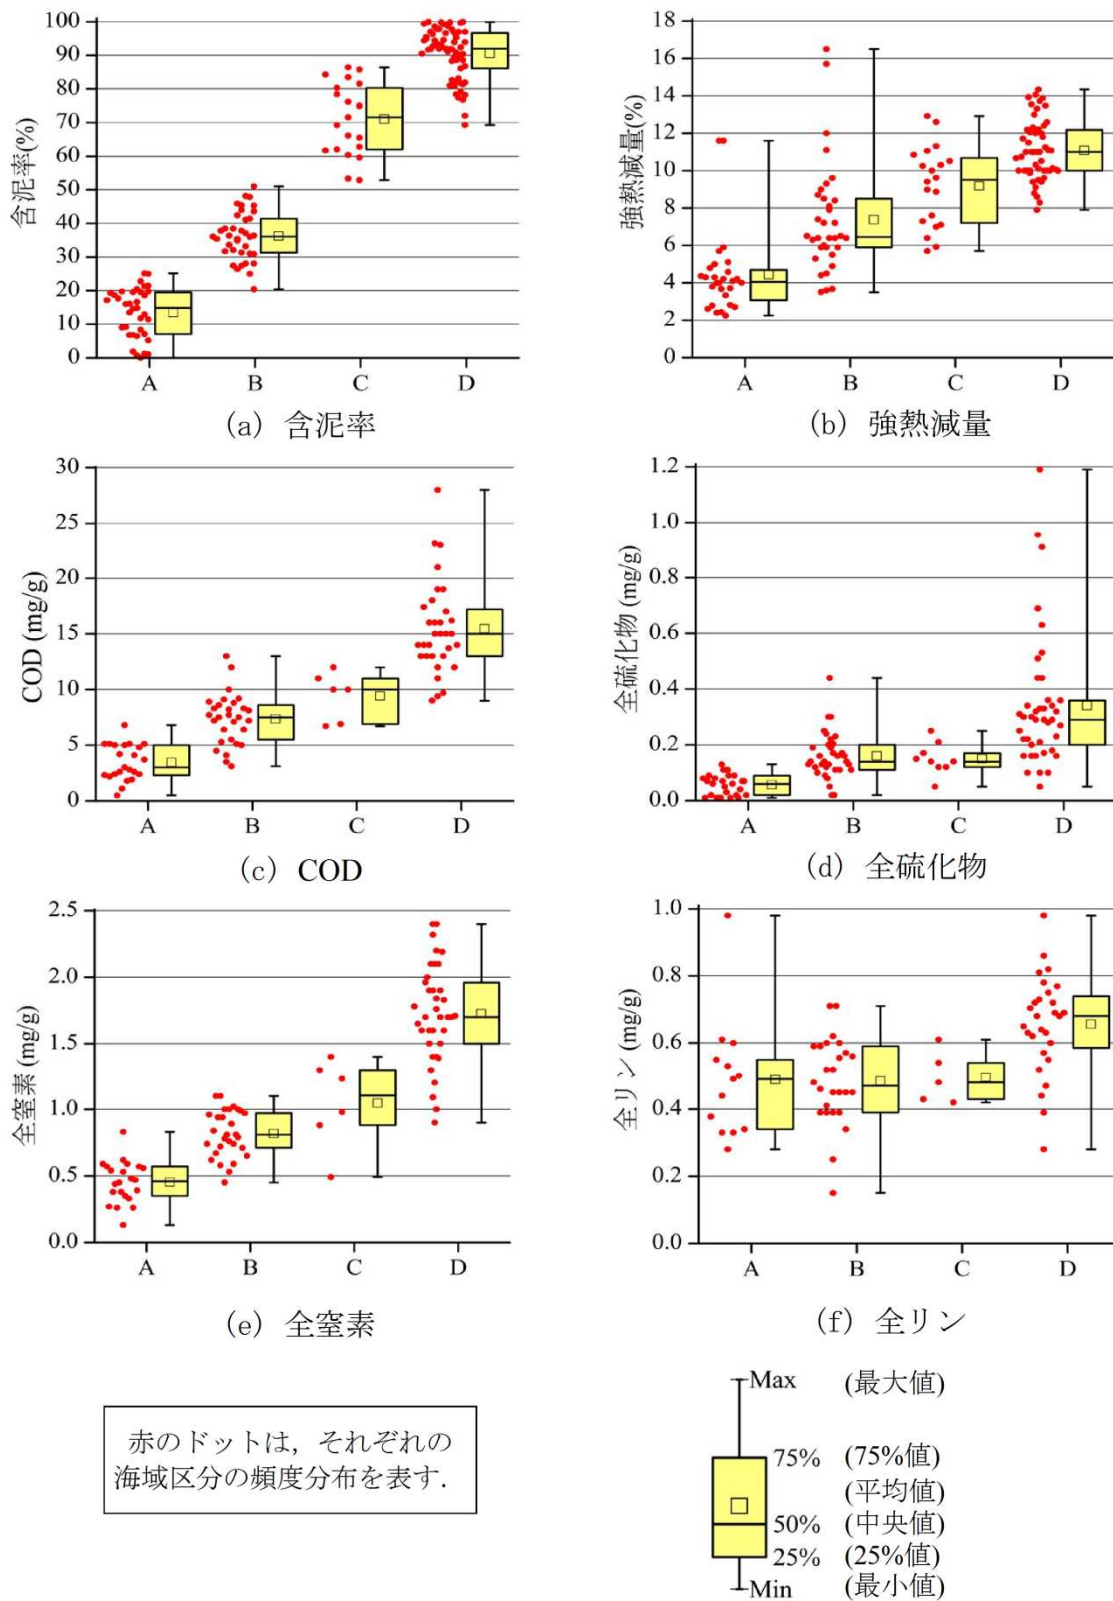 100
90
80
70
60
50
40
30
20
10
0
含泥率(%)
A B C D
(a) 含泥率
18
16
14
12
10
8
6
4
2
0
強熱減量(%)
A B C D
(b) 強熱減量
30
25
20
15
10
5
0
COD (mg/g)
A B C D
(c) COD
1.2
1.0
0.8
0.6
0.4
0.2
0.0
全硫化物 (mg/g)
A B C D
(d) 全硫化物
2.5
2.0
1.5
1.0
0.5
0.0
全窒素 (mg/g)
A B C D
(e) 全窒素
1.0
0.8
0.6
0.4
0.2
0.0
全リン (mg/g)
A B C D
(f) 全リン
赤のドットは，それぞれの
海域区分の頻度分布を表す．
Max (最大値)
75% (75%値)
(平均値)
50% (中央値)
25% (25%値)
Min (最小値)